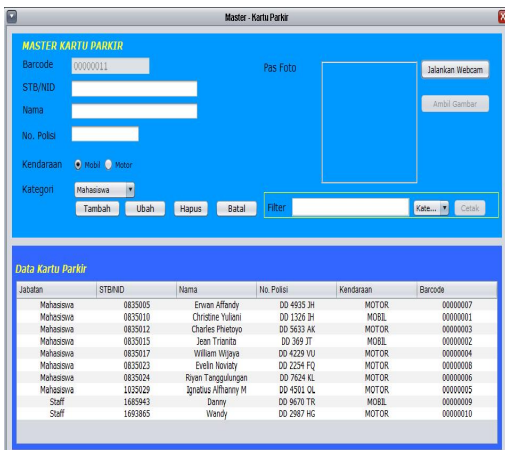 Master - Kartu Parkir
MASTER KARTU PARKIR
Barcode 00000011 Pas Foto Jalankan Webcam
STB/NID
Ambil Gambar
Nama
No. Polisi
Kendaraan Mobil Motor
Kategori Mahasiswa
Tambah Ubah Hapus Batal Filter Kate... Cetak
Data Kartu Parkir
Jabatan STB/NID Nama No. Polisi Kendaraan Barcode
Mahasiswa 0835005 Erwan Affandy DD 4935 JH MOTOR 00000007
Mahasiswa 0835010 Christine Yuliani DD 1326 IH MOBIL 00000001
Mahasiswa 0835012 Charles Phietoyo DD 5633 AK MOTOR 00000003
Mahasiswa 0835015 Jean Trianita DD 369 JT MOBIL 00000002
Mahasiswa 0835017 William Wijaya DD 4229 VU MOTOR 00000004
Mahasiswa 0835023 Evelin Noviaty DD 2254 FQ MOTOR 00000008
Mahasiswa 0835024 Riyan Tanggulungan DD 7624 KL MOTOR 00000006
Mahasiswa 1035029 Ignatius Alfhanny M DD 4501 OL MOTOR 00000005
Staff 1685943 Danny DD 9670 TR MOBIL 00000009
Staff 1693865 Wandy DD 2987 HG MOTOR 00000010